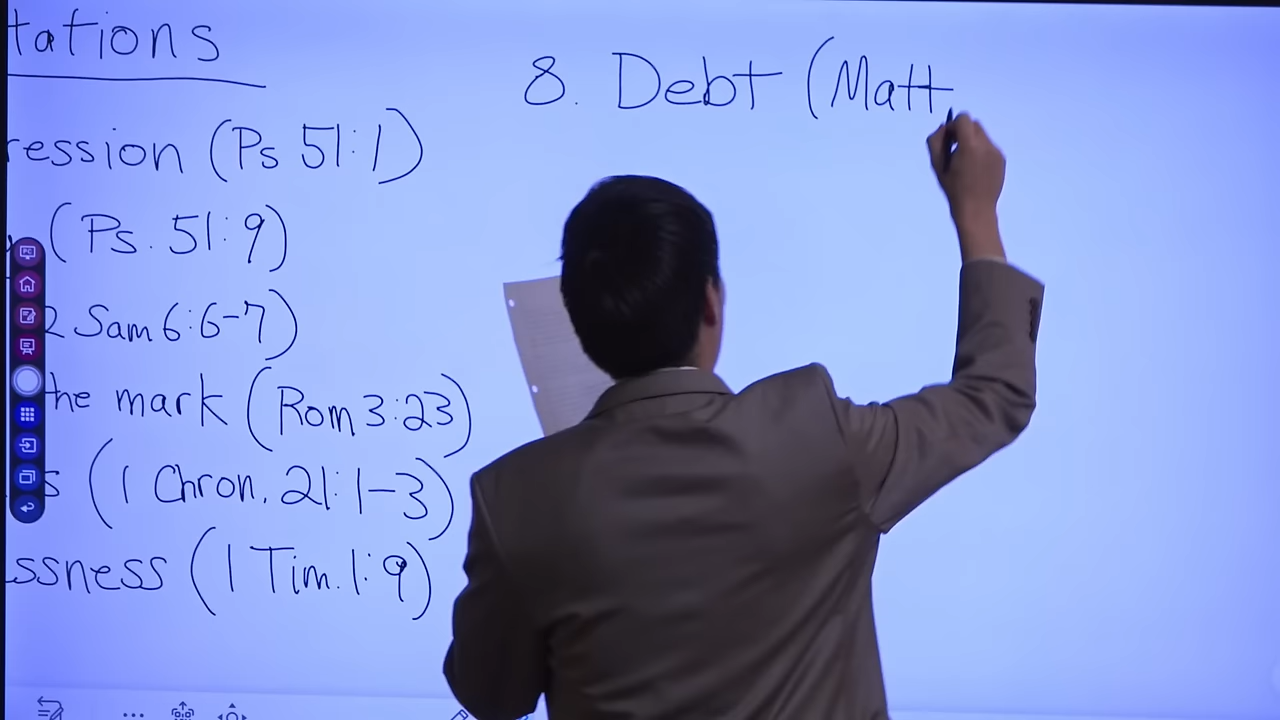 tations
ression (Ps 51:1)
(Ps. 51:9)
2 Sam 6:6-7)
the mark (Rom 3:23)
s (1 Chron. 21:1-3)
ssness (1 Tim. 1:9)
8. Debt (Matt